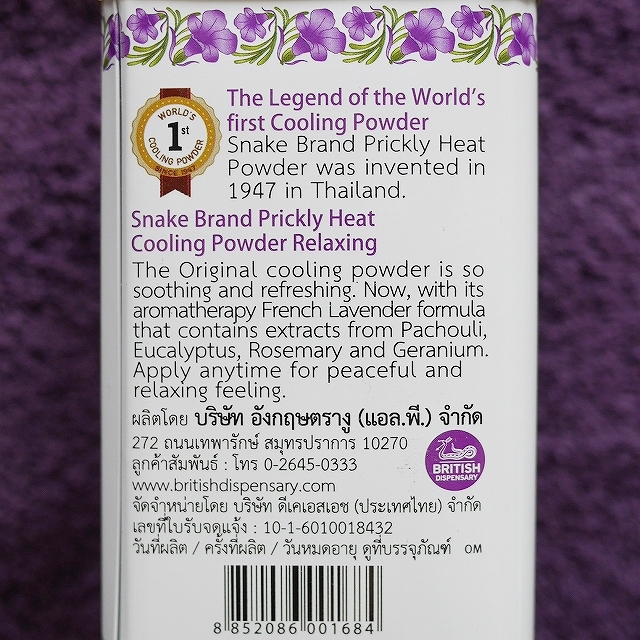 WORLD'S
1st
COOLING POWDER
SINCE 1947
The Legend of the World's
first Cooling Powder
Snake Brand Prickly Heat
Powder was invented in
1947 in Thailand.
Snake Brand Prickly Heat
Cooling Powder Relaxing
The Original cooling powder is so
soothing and refreshing. Now, with its
aromatherapy French Lavender formula
that contains extracts from Pachouli,
Eucalyptus, Rosemary and Geranium.
Apply anytime for peaceful and
relaxing feeling.
ผลิตโดย บริษัท อังกฤษตรางู (แอล.พี.) จำกัด
272 ถนนเทพารักษ์ สมุทรปราการ 10270
ลูกค้าสัมพันธ์ : โทร 0-2645-0333
www.britishdispensary.com
BRITISH
DISPENSARY
จัดจำหน่ายโดย บริษัท ดีเคเอสเอช (ประเทศไทย) จำกัด
เลขที่ใบรับจดแจ้ง : 10-1-6010018432
วันที่ผลิต / ครั้งที่ผลิต / วันหมดอายุ ดูที่บรรจุภัณฑ์ OM
8 852086 001684